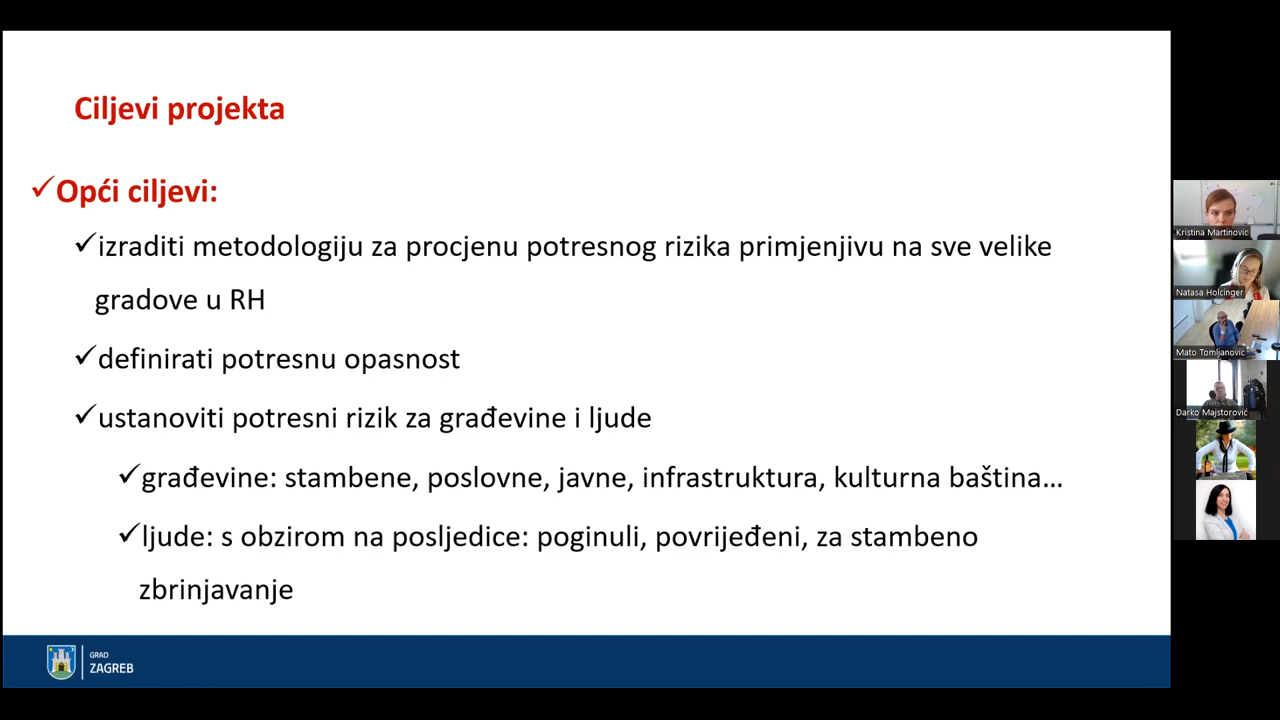 Ciljevi projekta
Opći ciljevi:
izraditi metodologiju za procjenu potresnog rizika primjenjivu na sve velike
gradove u RH
definirati potresnu opasnost
ustanoviti potresni rizik za građevine i ljude
građevine: stambene, poslovne, javne, infrastruktura, kulturna baština...
ljude: s obzirom na posljedice: poginuli, povrijeđeni, za stambeno
zbrinjavanje
GRAD
ZAGREB
Kristina Martinovic
Natasa Holcinger
Mato Tomljanovic
Darko Majstorović